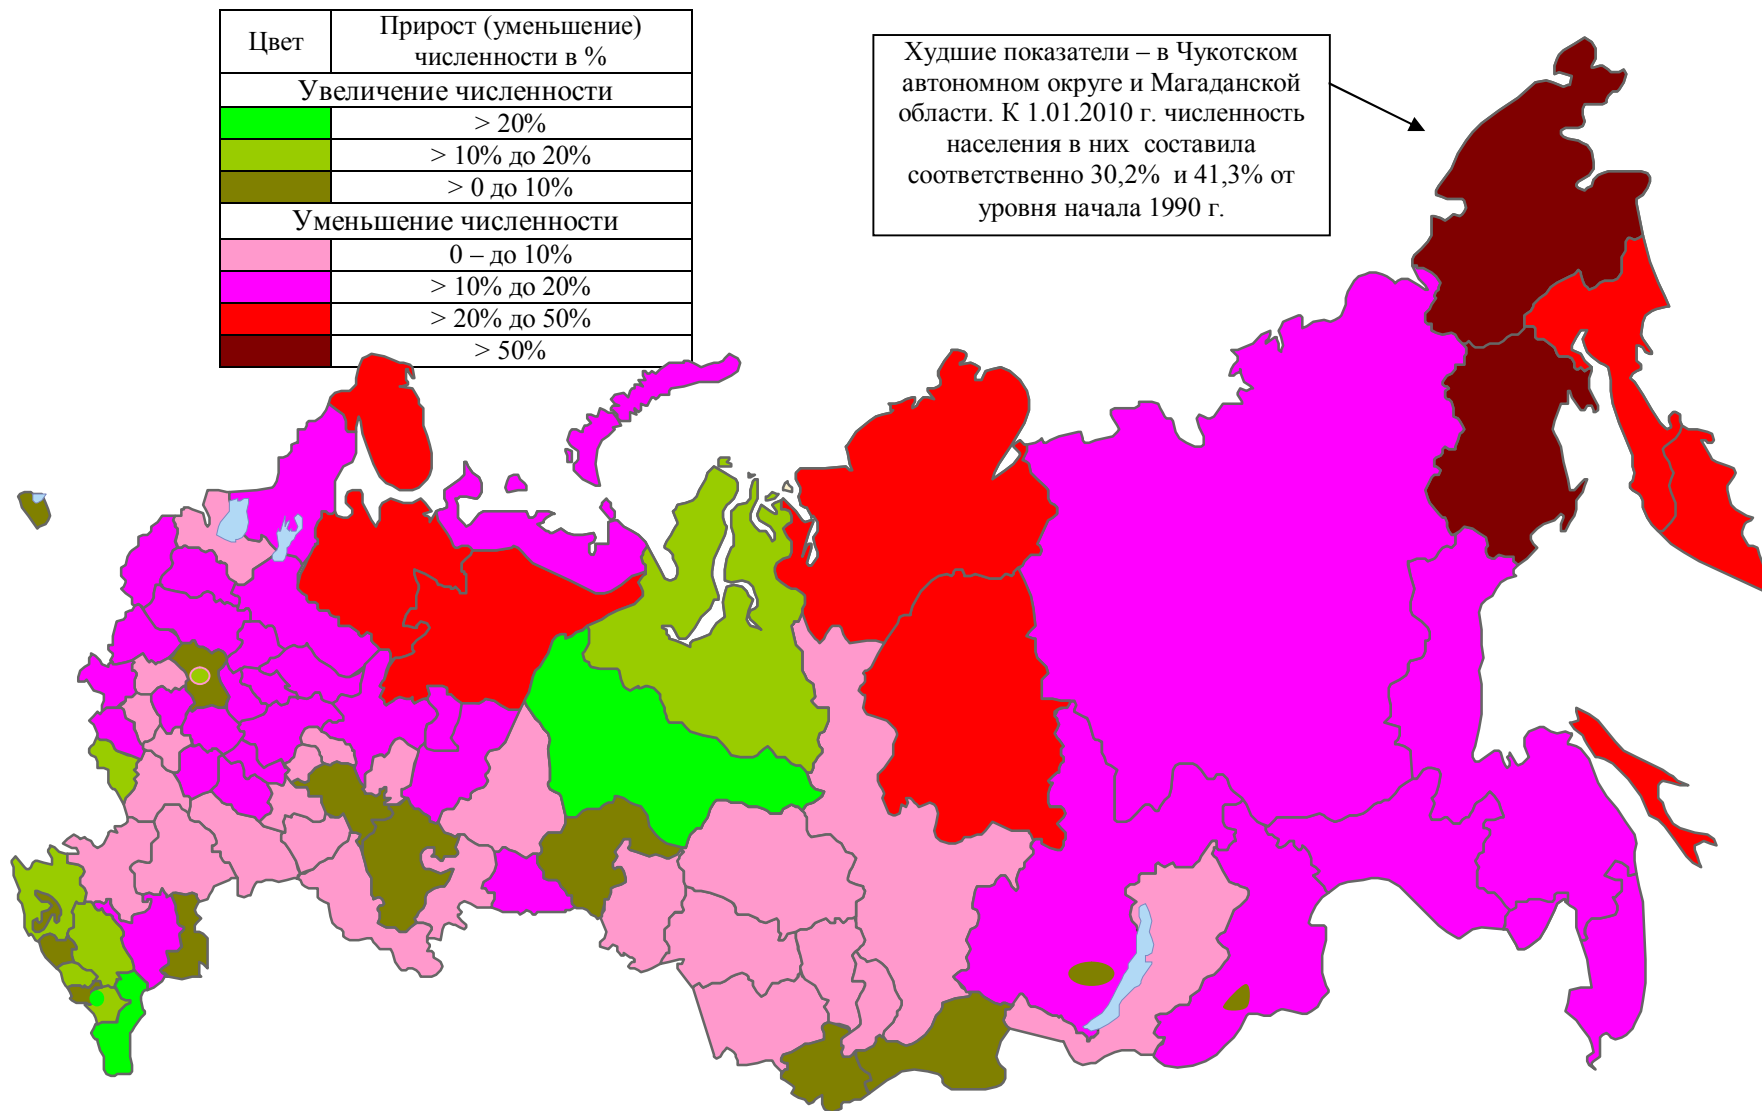 Цвет
Прирост (уменьшение)
численности в %
Увеличение численности
> 20%
> 10% до 20%
> 0 до 10%
Уменьшение численности
0 – до 10%
> 10% до 20%
> 20% до 50%
> 50%
Худшие показатели – в Чукотском
автономном округе и Магаданской
области. К 1.01.2010 г. численность
населения в них составила
соответственно 30,2% и 41,3% от
уровня начала 1990 г.